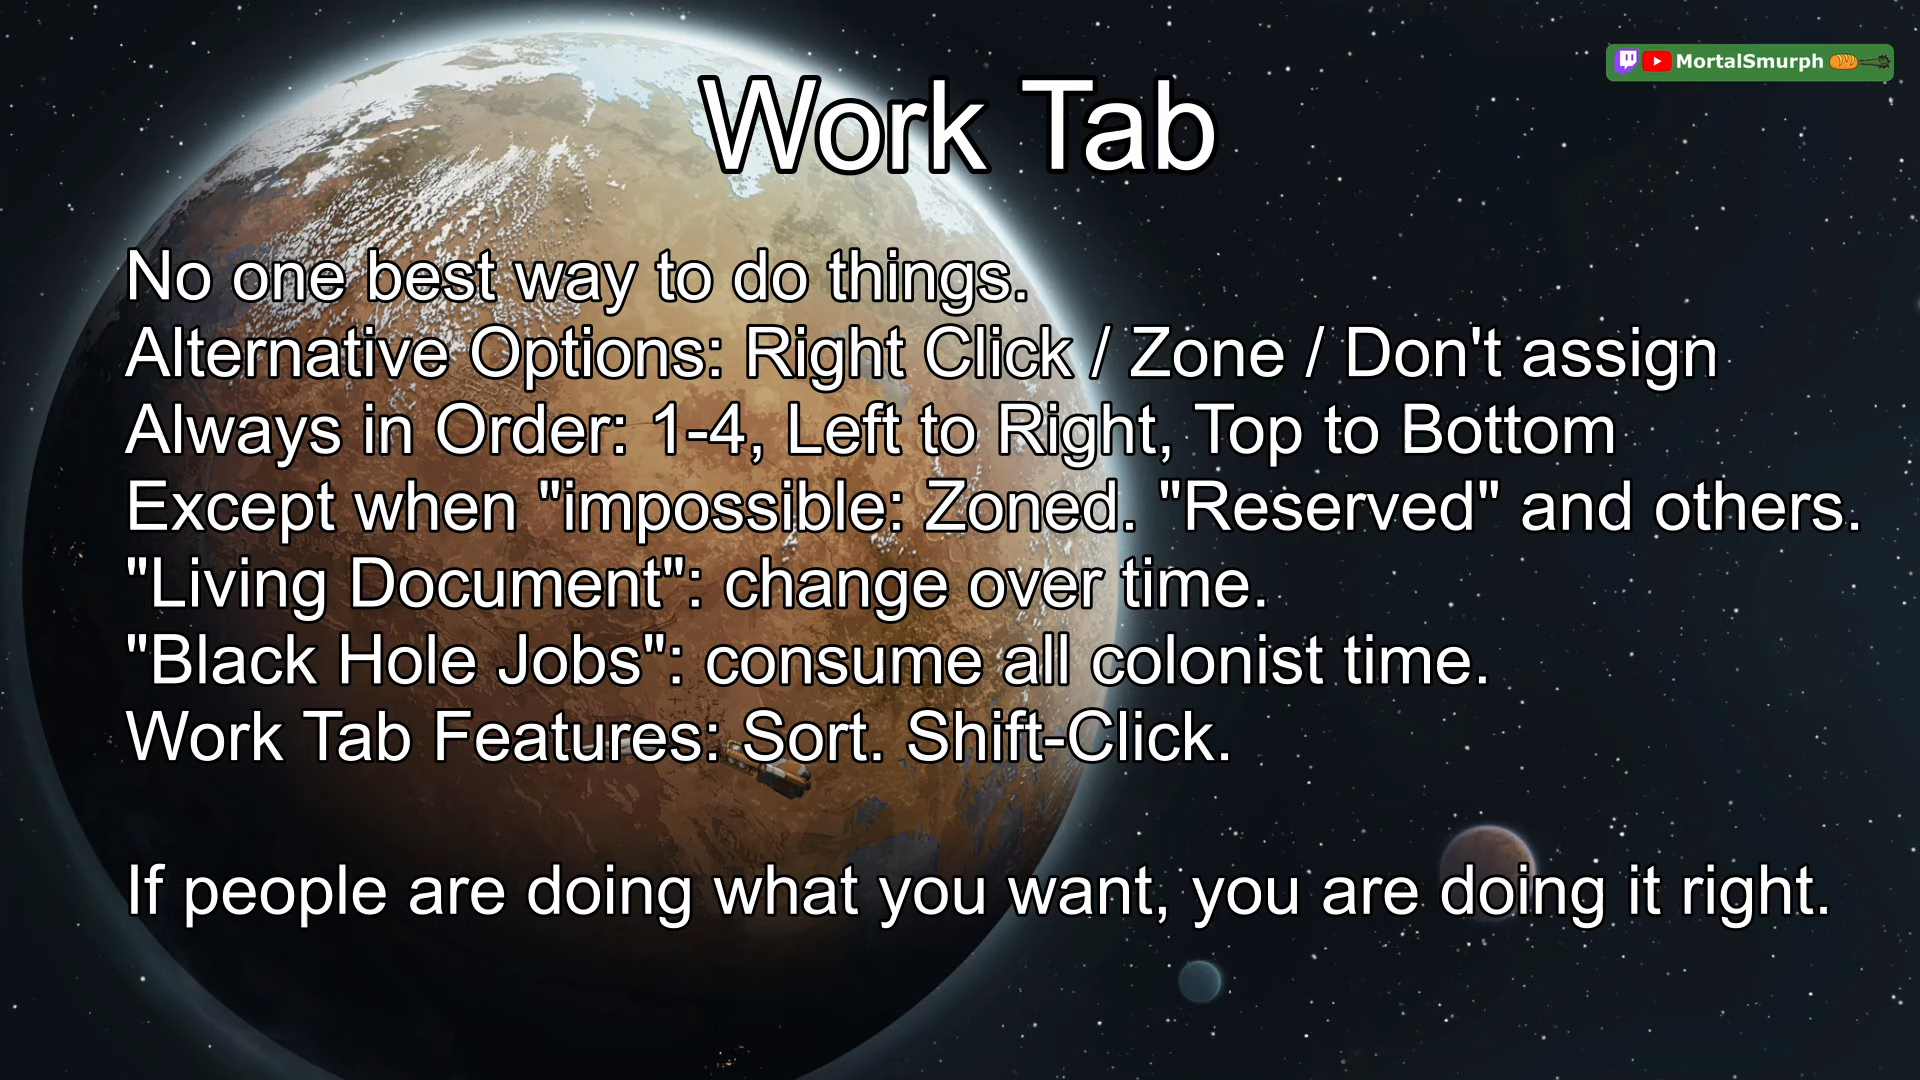 MortalSmurph
Work Tab
No one best way to do things.
Alternative Options: Right Click / Zone / Don't assign
Always in Order: 1-4, Left to Right, Top to Bottom
Except when "impossible: Zoned. "Reserved" and others.
"Living Document": change over time.
"Black Hole Jobs": consume all colonist time.
Work Tab Features: Sort. Shift-Click.
If people are doing what you want, you are doing it right.